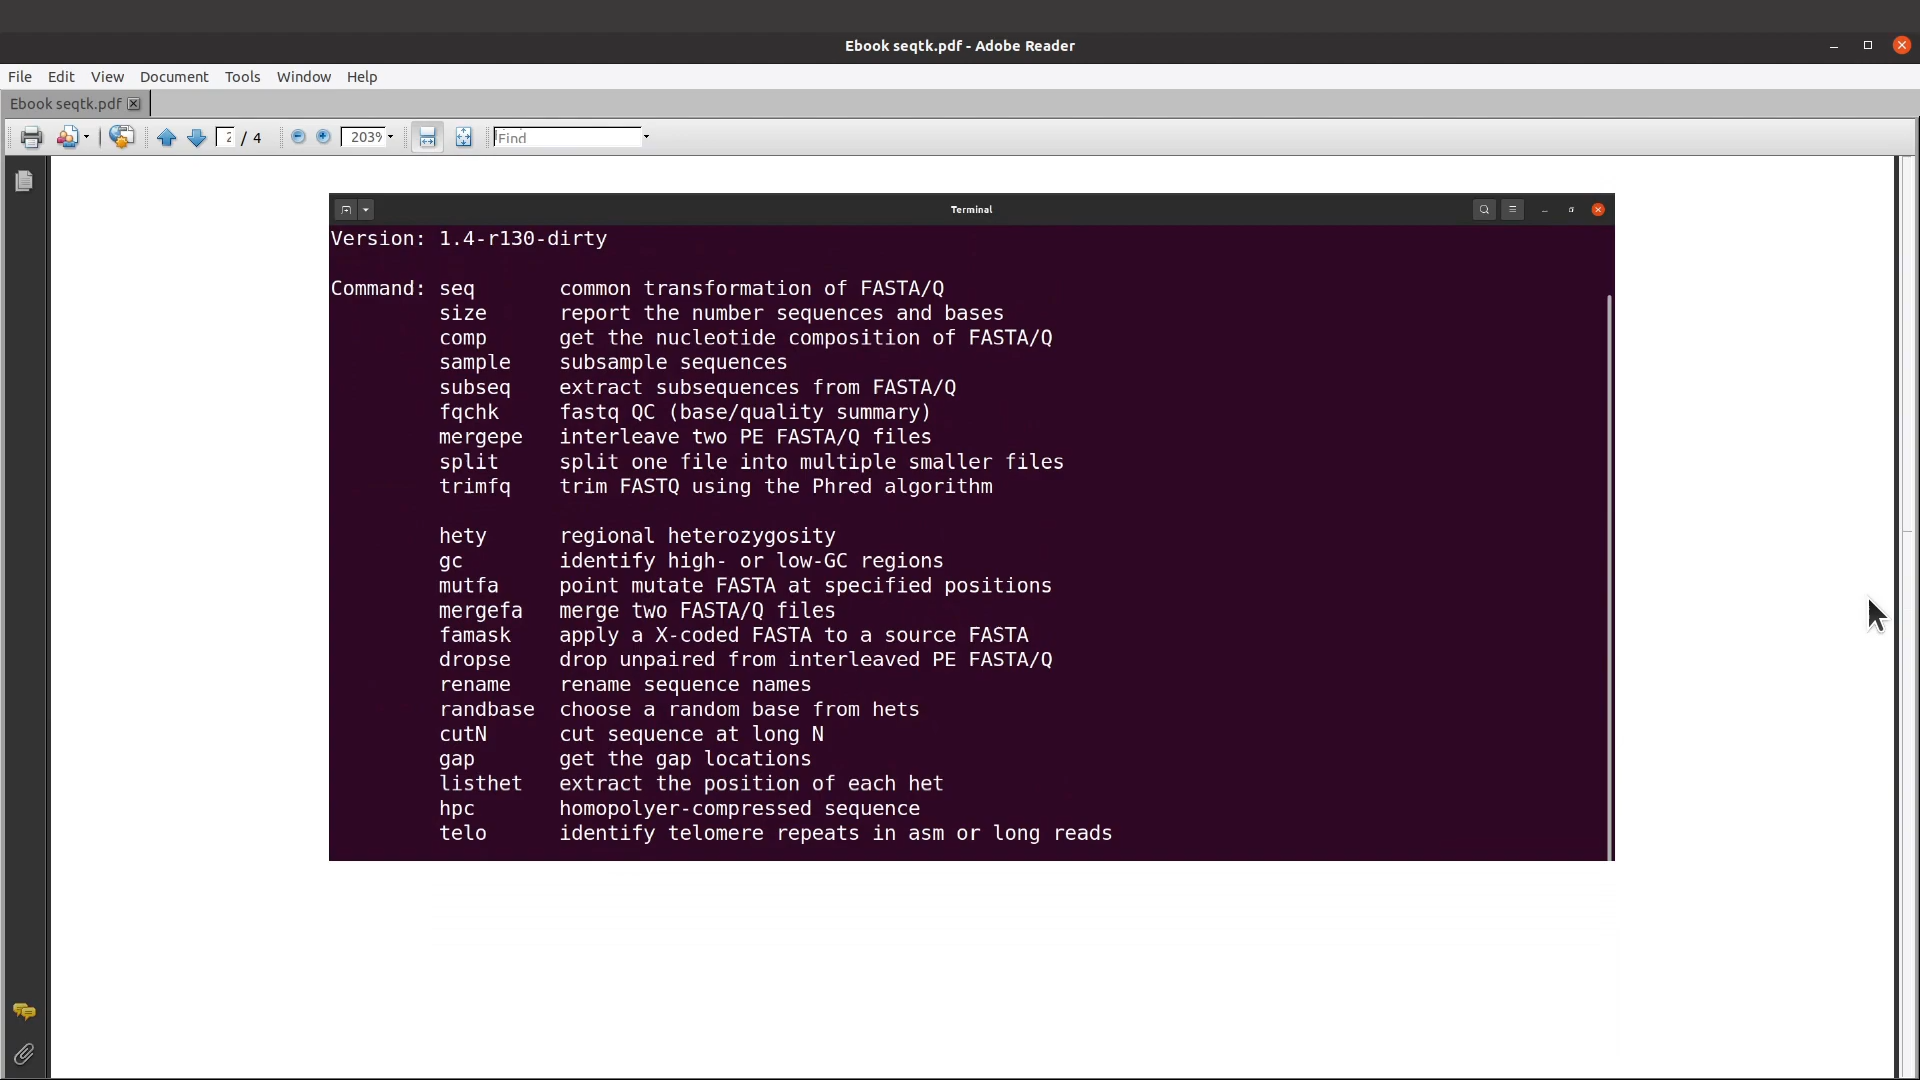 Ebook seqtk.pdf - Adobe Reader
File Edit View Document Tools Window Help
Ebook seqtk.pdf
2 / 4 203% Find
Terminal
Version: 1.4-r130-dirty
Command: seq common transformation of FASTA/Q
size report the number sequences and bases
comp get the nucleotide composition of FASTA/Q
sample subsample sequences
subseq extract subsequences from FASTA/Q
fqchk fastq QC (base/quality summary)
mergepe interleave two PE FASTA/Q files
split split one file into multiple smaller files
trimfq trim FASTQ using the Phred algorithm
hety regional heterozygosity
gc identify high- or low-GC regions
mutfa point mutate FASTA at specified positions
mergefa merge two FASTA/Q files
famask apply a X-coded FASTA to a source FASTA
dropse drop unpaired from interleaved PE FASTA/Q
rename rename sequence names
randbase choose a random base from hets
cutN cut sequence at long N
gap get the gap locations
listhet extract the position of each het
hpc homopolyer-compressed sequence
telo identify telomere repeats in asm or long reads